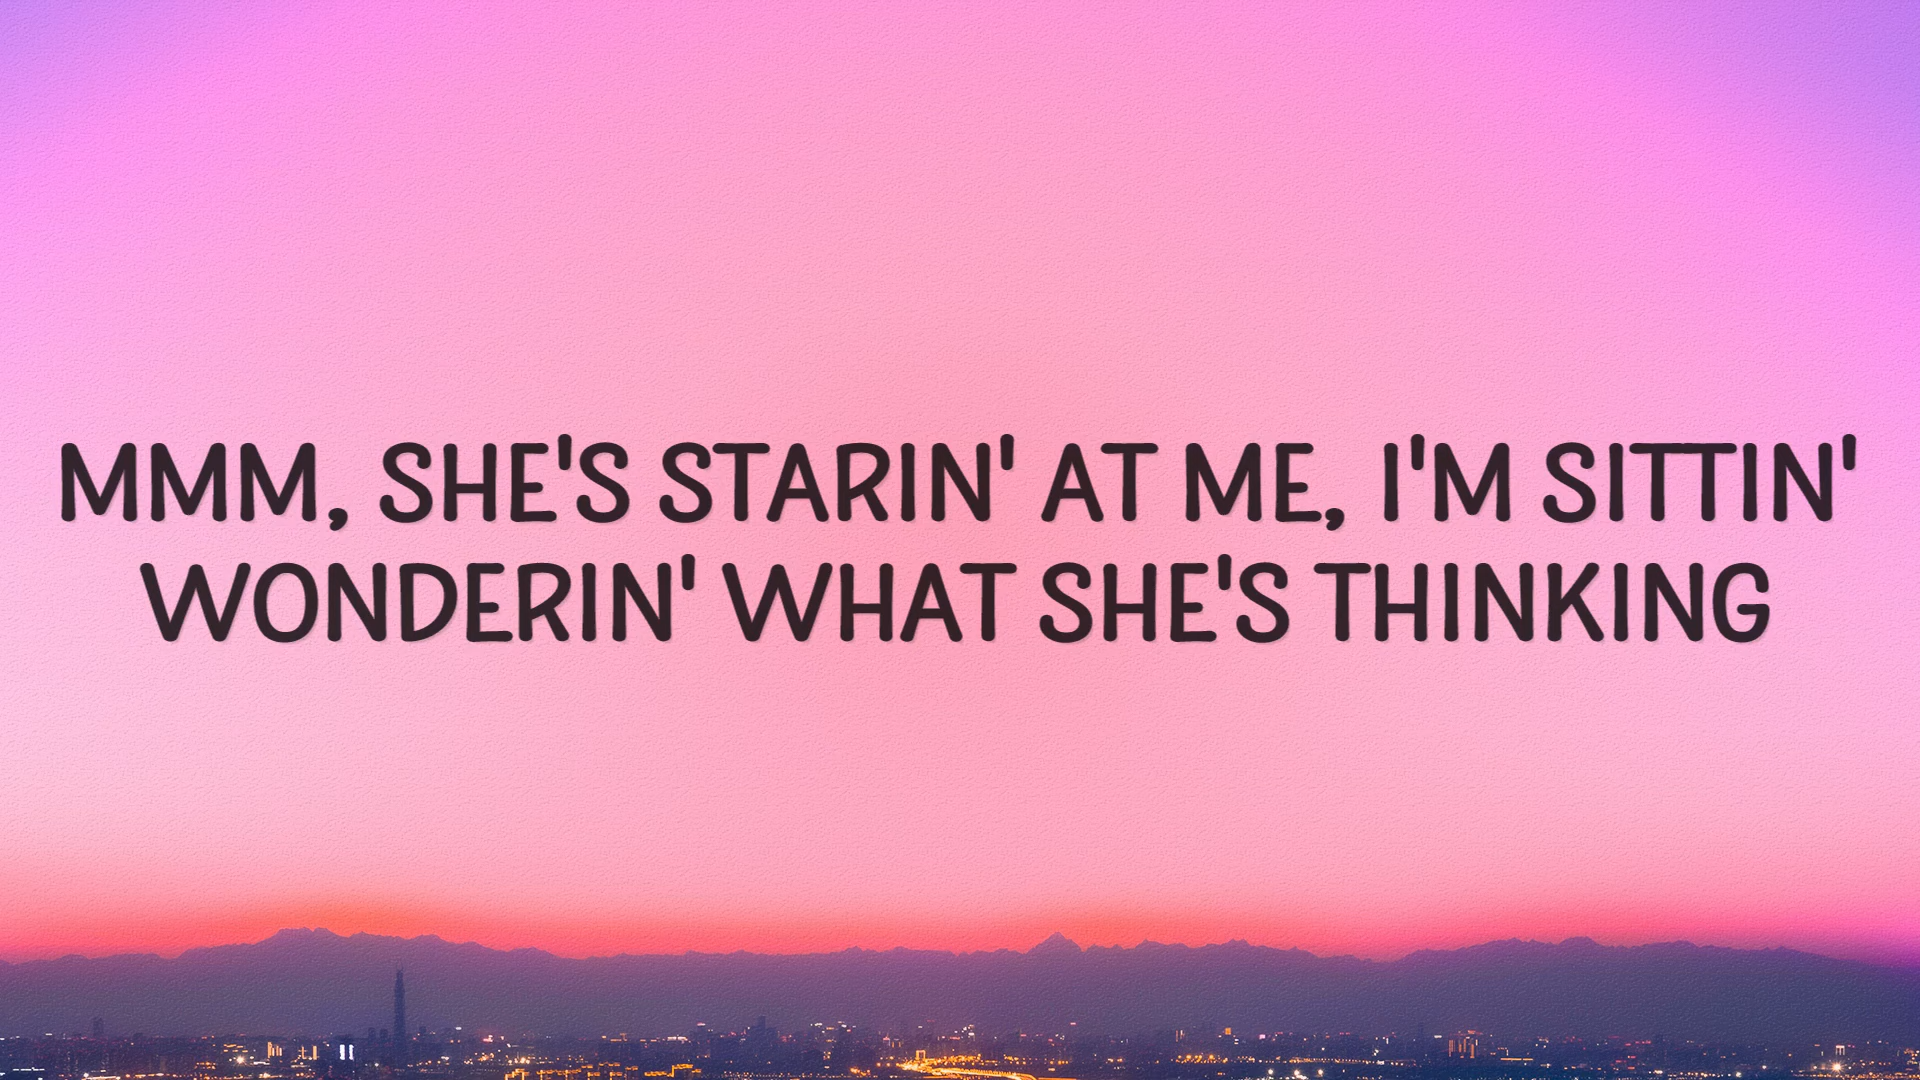 MMM, SHE'S STARIN' AT ME, I'M SITTIN'
WONDERIN' WHAT SHE'S THINKING